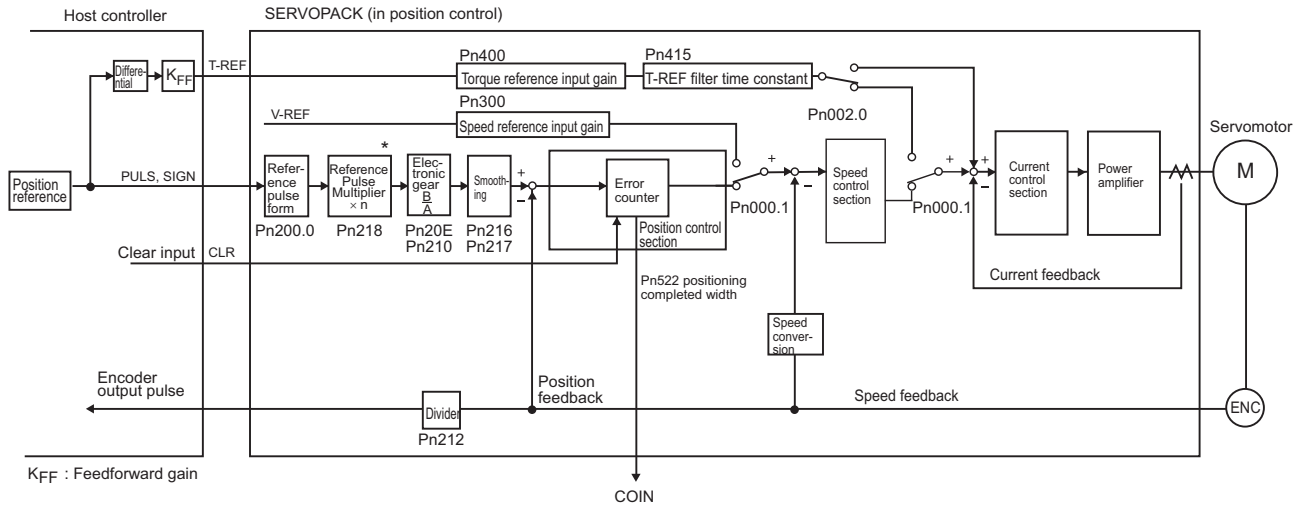 Host controller
SERVOPACK (in position control)
Differe-
ntial
KFF
T-REF
Pn400
Torque reference input gain
Pn415
T-REF filter time constant
Pn002.0
V-REF
Pn300
Speed reference input gain
Position
reference
PULS, SIGN
Refer-
ence
pulse
form
Pn200.0
*
Reference
Pulse
Multiplier
× n
Pn218
Elec-
tronic
gear
B
A
Pn20E
Pn210
Smooth-
ing
Pn216
Pn217
+
−
Error
counter
Position control
section
Pn000.1
+
−
Speed
control
section
Pn000.1
+
+
−
Current
control
section
Power
amplifier
Servomotor
M
Clear input
CLR
Pn522 positioning
completed width
Current feedback
Speed
conver-
sion
Encoder
output pulse
Divider
Pn212
Position
feedback
Speed feedback
ENC
KFF : Feedforward gain
COIN